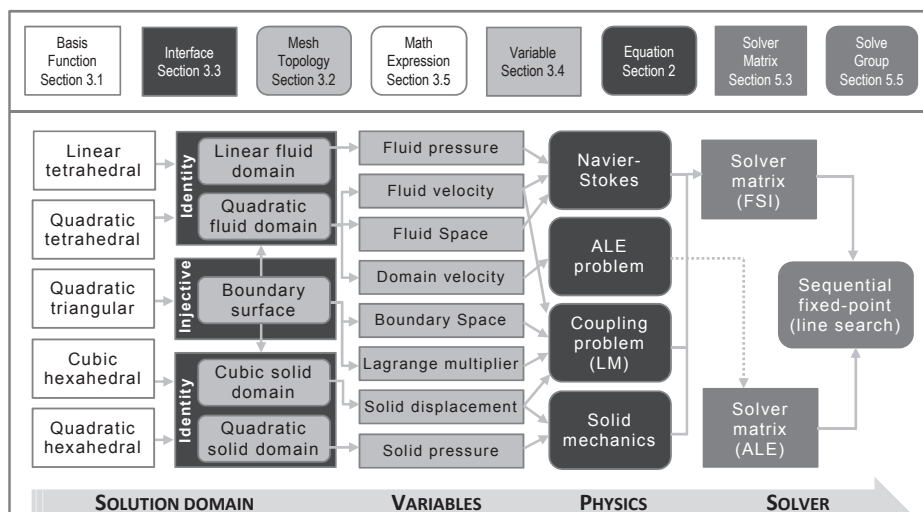 Basis
Function
Section 3.1
Interface
Section 3.3
Mesh
Topology
Section 3.2
Math
Expression
Section 3.5
Variable
Section 3.4
Equation
Section 2
Solver
Matrix
Section 5.3
Solve
Group
Section 5.5
Linear
tetrahedral
Quadratic
tetrahedral
Quadratic
triangular
Cubic
hexahedral
Quadratic
hexahedral
Identity
Linear fluid
domain
Quadratic
fluid domain
Injective
Boundary
surface
Identity
Cubic solid
domain
Quadratic
solid domain
Fluid pressure
Fluid velocity
Fluid Space
Domain velocity
Boundary Space
Lagrange multiplier
Solid displacement
Solid pressure
Navier-
Stokes
ALE
problem
Coupling
problem
(LM)
Solid
mechanics
Solver
matrix
(FSI)
Sequential
fixed-point
(line search)
Solver
matrix
(ALE)
SOLUTION DOMAIN
VARIABLES
PHYSICS
SOLVER